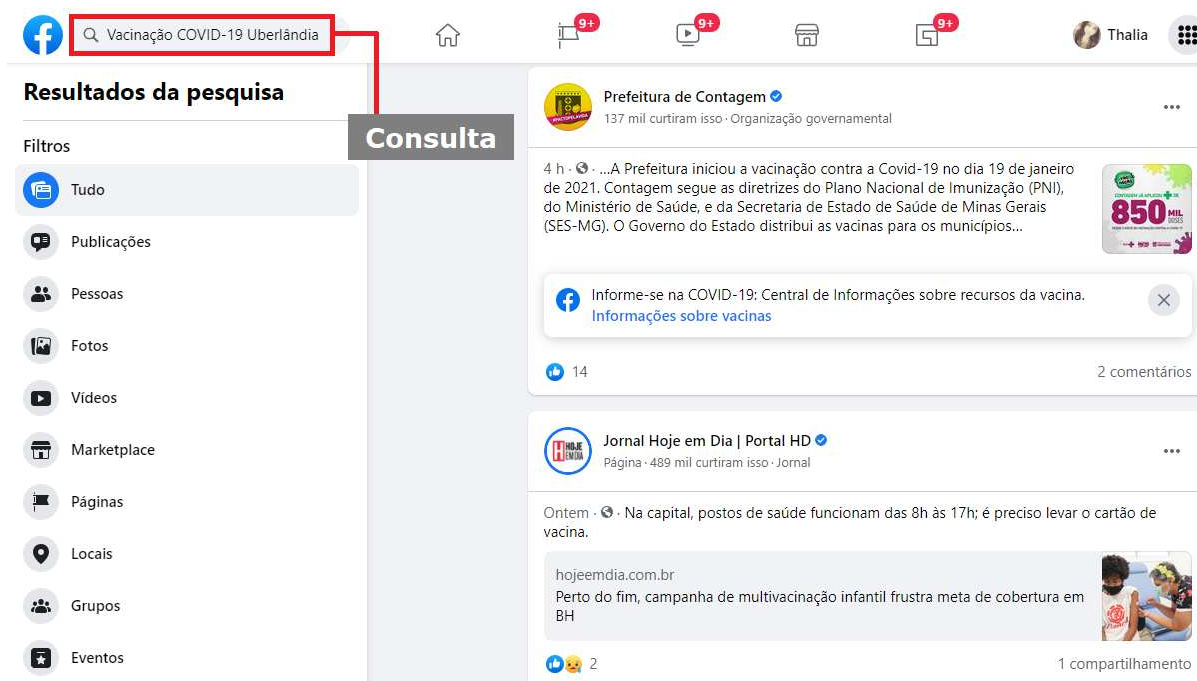 Vacinação COVID-19 Uberlândia
9+
9+
9+
Thalia
Consulta
Resultados da pesquisa
Filtros
Tudo
Publicações
Pessoas
Fotos
Vídeos
Marketplace
Páginas
Locais
Grupos
Eventos
Prefeitura de Contagem
137 mil curtiram isso · Organização governamental
4 h · ...A Prefeitura iniciou a vacinação contra a Covid-19 no dia 19 de janeiro
de 2021. Contagem segue as diretrizes do Plano Nacional de Imunização (PNI),
do Ministério de Saúde, e da Secretaria de Estado de Saúde de Minas Gerais
(SES-MG). O Governo do Estado distribui as vacinas para os municípios...
CONTAGEM JÁ APLICOU + DE
850 MIL
DOSES
Informe-se na COVID-19: Central de Informações sobre recursos da vacina.
Informações sobre vacinas
14
2 comentários
HOJE
EM DIA
Jornal Hoje em Dia | Portal HD
Página · 489 mil curtiram isso · Jornal
Ontem · Na capital, postos de saúde funcionam das 8h às 17h; é preciso levar o cartão de
vacina.
hojeemdia.com.br
Perto do fim, campanha de multivacinação infantil frustra meta de cobertura em
BH
2
1 compartilhamento